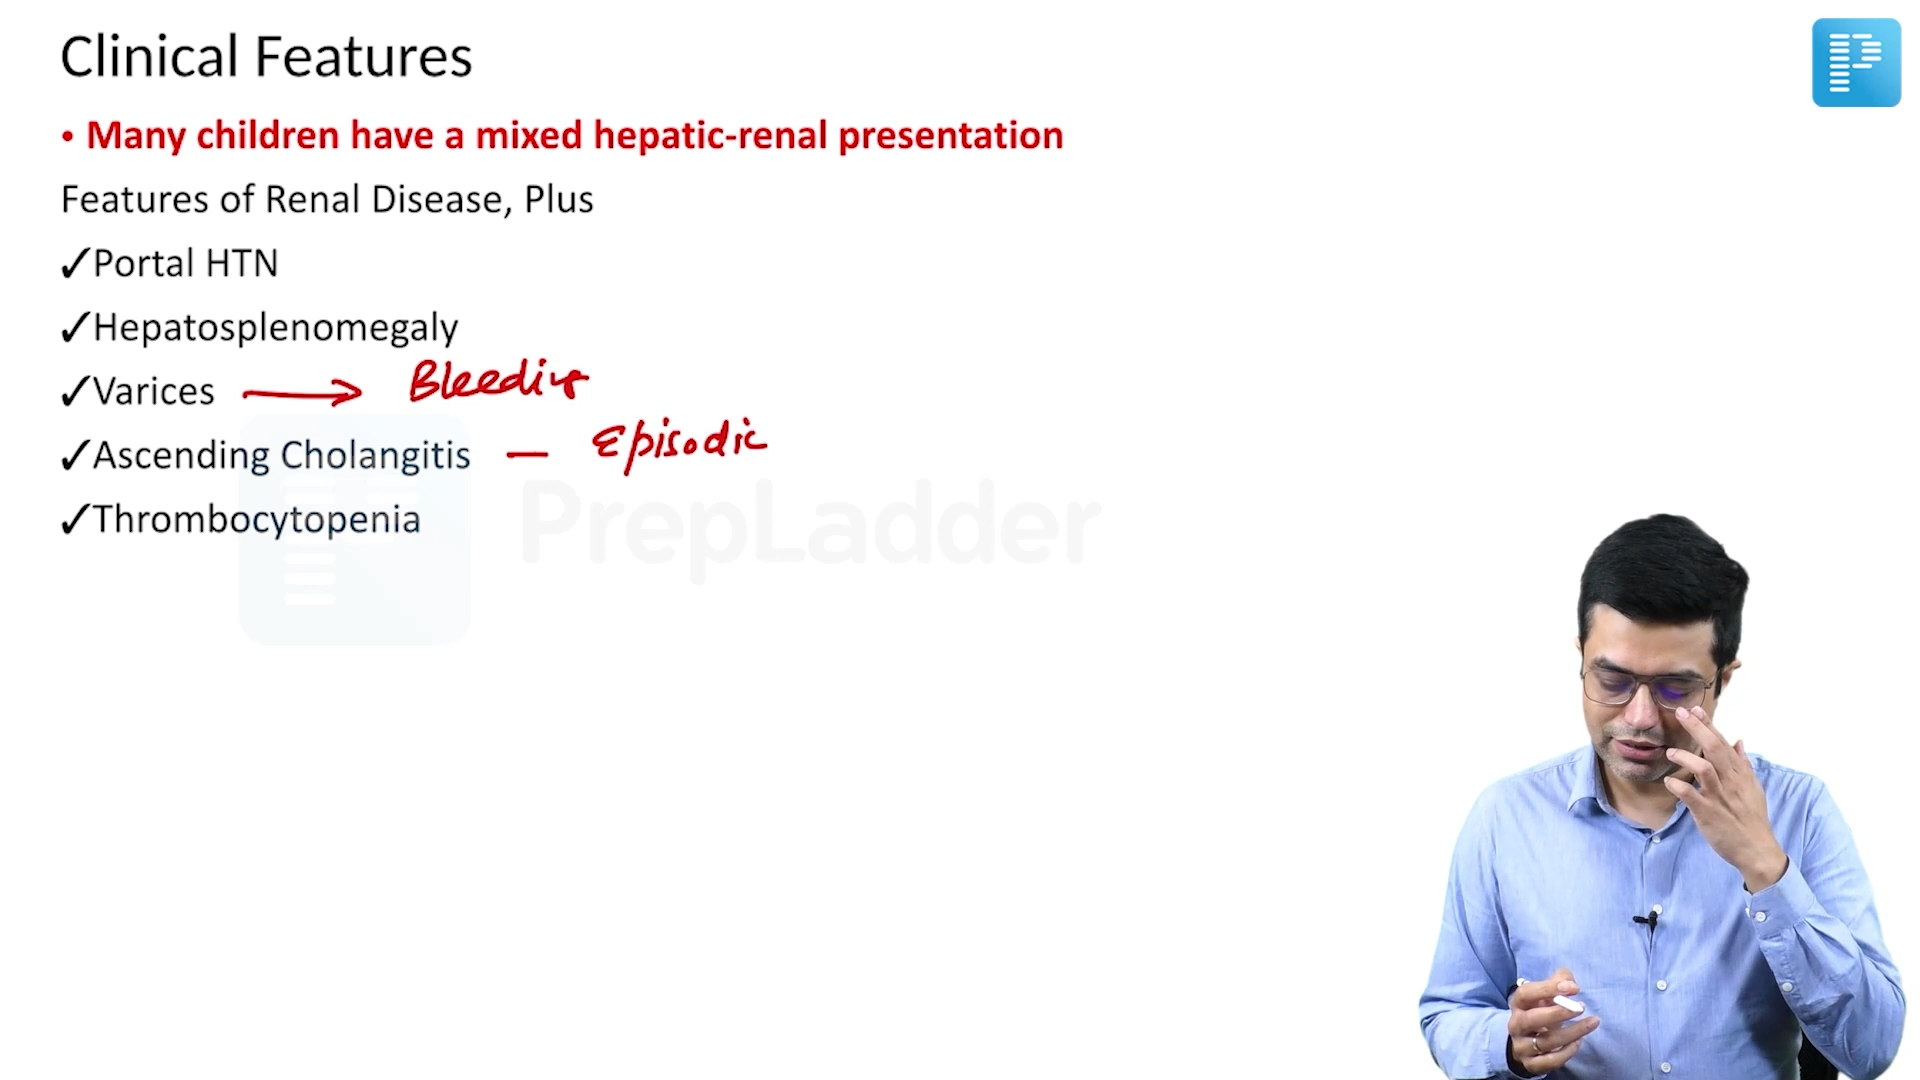 Clinical Features
• Many children have a mixed hepatic-renal presentation
Features of Renal Disease, Plus
✓Portal HTN
✓Hepatosplenomegaly
✓Varices → Bleeding
✓Ascending Cholangitis — Episodic
✓Thrombocytopenia
PrepLadder